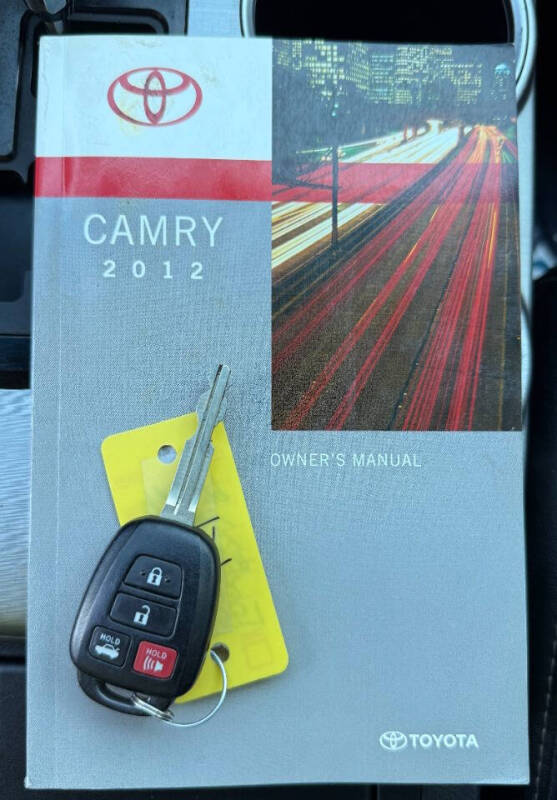 CAMRY
2012
OWNER'S MANUAL
HOLD
HOLD
TOYOTA